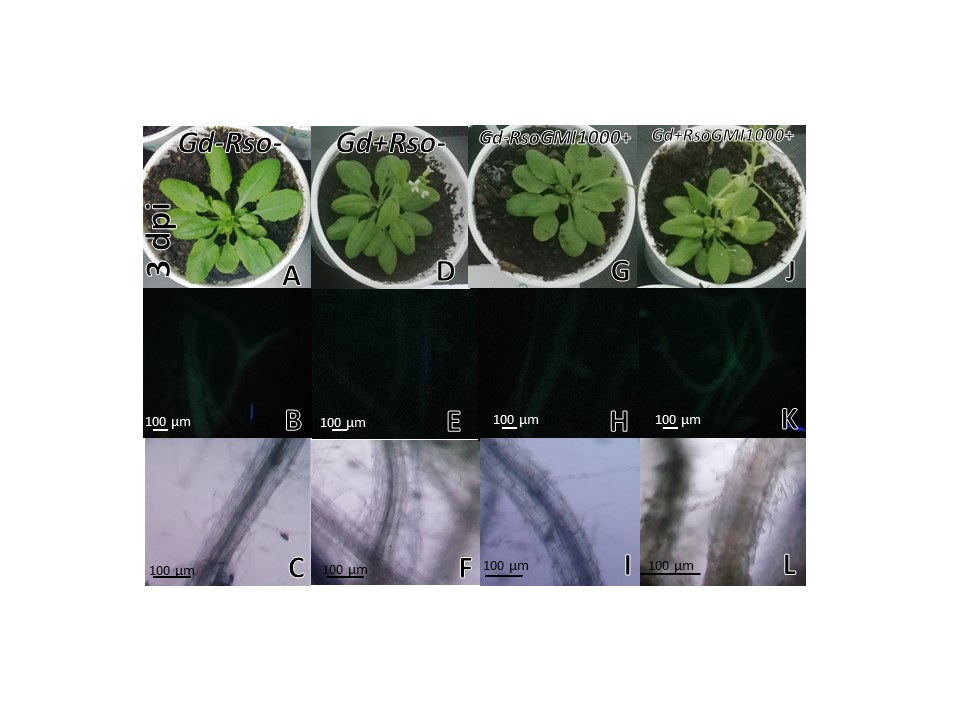 Gd-Rso-
Gd+Rso-
Gd-RsoGMI1000+
Gd+RsoGMI1000+
3 dpi
A
D
G
J
100 µm
B
100 µm
E
100 µm
H
100 µm
K
100 µm
C
100 µm
F
100 µm
I
100 µm
L